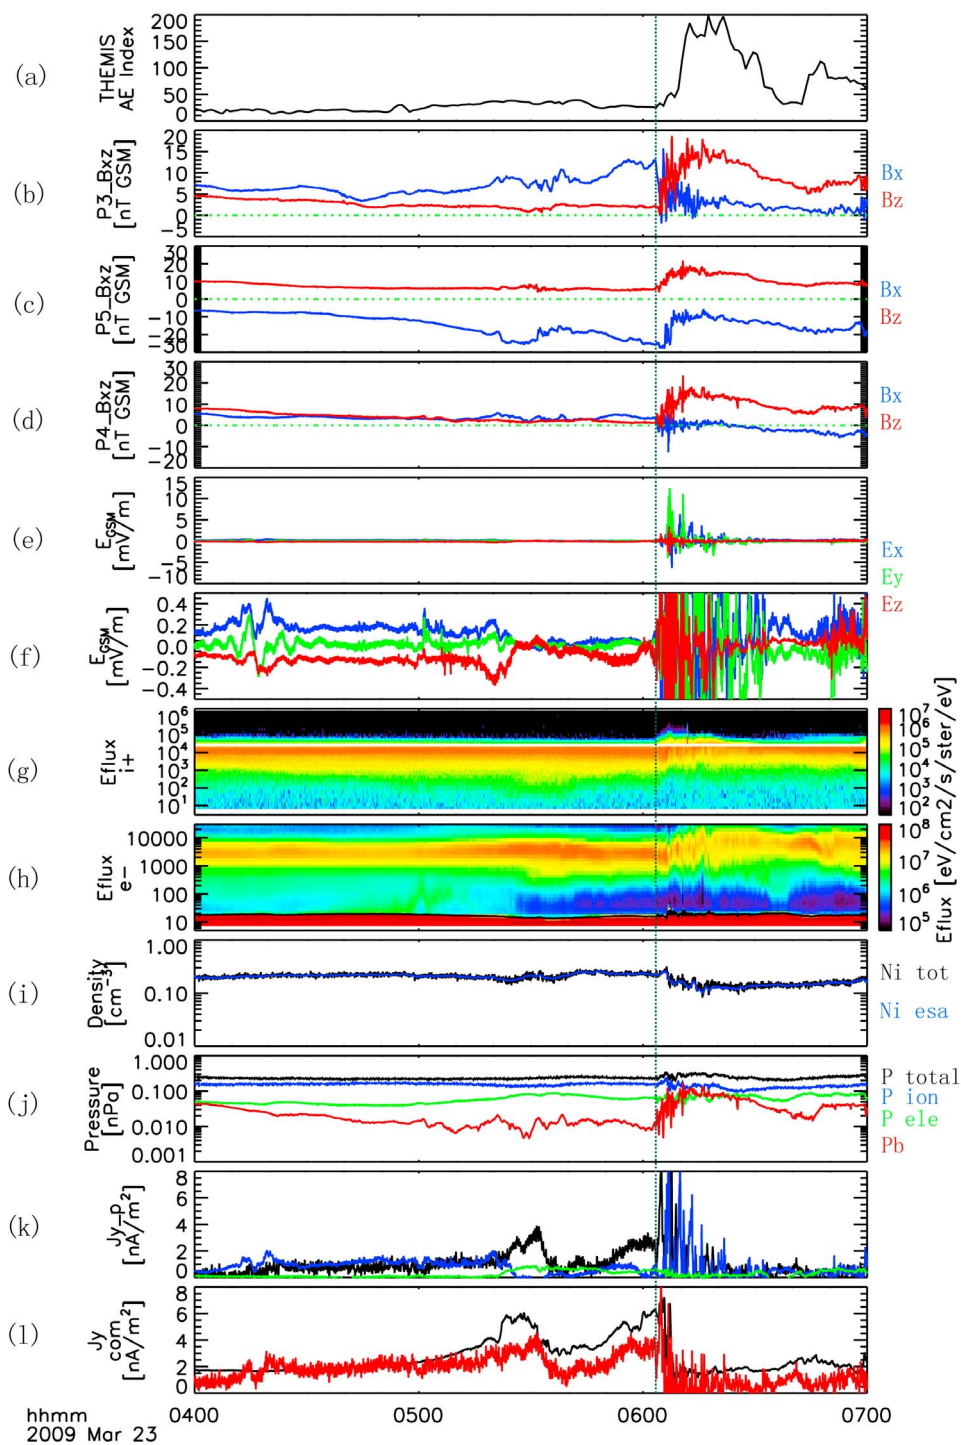 (a)
THEMIS
AE Index
200
150
100
50
0
(b)
P3_Bxz
[nT GSM]
20
15
10
5
0
−5
Bx
Bz
(c)
P5_Bxz
[nT GSM]
30
20
10
0
−10
−20
−30
Bx
Bz
(d)
P4_Bxz
[nT GSM]
30
20
10
0
−10
−20
Bx
Bz
(e)
E_GSM
[mV/m]
15
10
5
0
−5
−10
Ex
Ey
Ez
(f)
E_GSM
[mV/m]
0.4
0.2
0.0
−0.2
−0.4
(g)
Eflux
i+
10^6
10^5
10^4
10^3
10^2
10^1
10^7
10^6
10^5
10^4
10^3
10^2
Eflux [eV/cm2/s/ster/eV]
(h)
Eflux
e−
10000
1000
100
10
10^8
10^7
10^6
10^5
(i)
Density
[cm^−3]
1.00
0.10
0.01
Ni tot
Ni esa
(j)
Pressure
[nPa]
1.000
0.100
0.010
0.001
P total
P ion
P ele
Pb
(k)
Jy_p
[nA/m²]
8
6
4
2
0
(l)
Jy
com
[nA/m²]
8
6
4
2
0
0400 0500 0600 0700
hhmm
2009 Mar 23